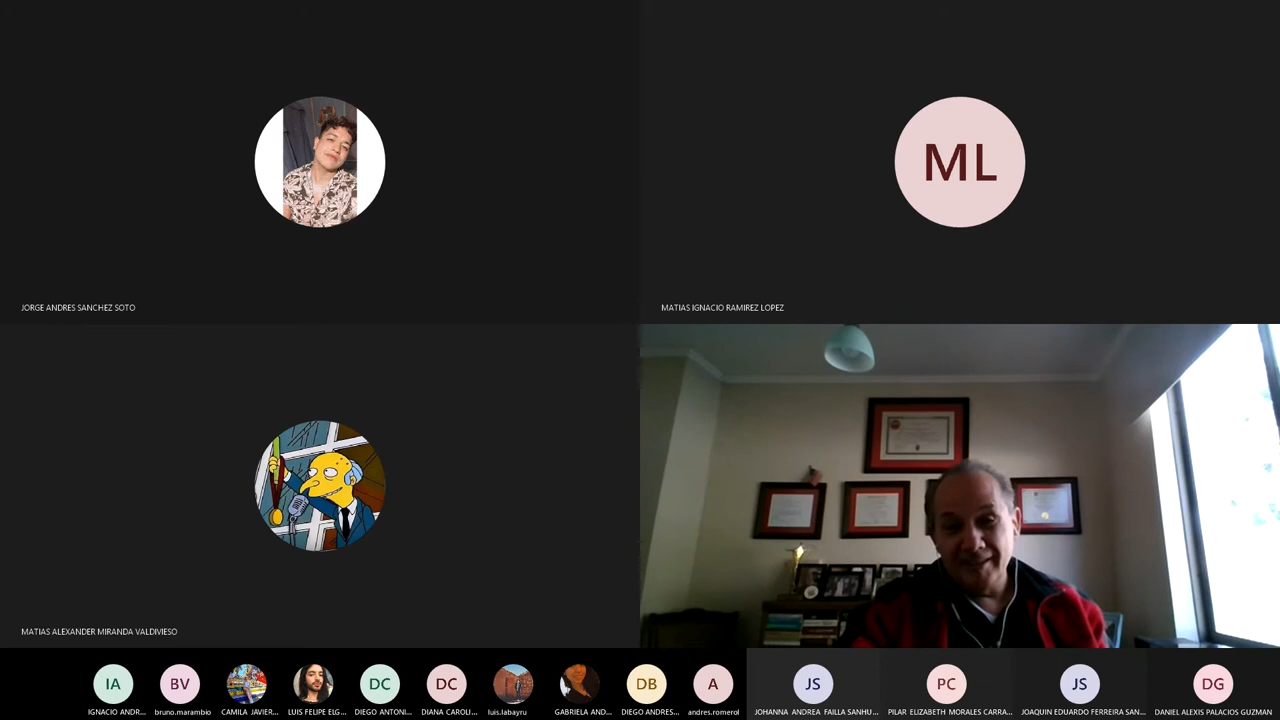 ML
JORGE ANDRES SANCHEZ SOTO
MATIAS IGNACIO RAMIREZ LOPEZ
MATIAS ALEXANDER MIRANDA VALDIVIESO
IA
BV
DC
DC
DB
A
JS
PC
JS
DG
IGNACIO ANDR...
bruno.marambio
CAMILA JAVIER...
LUIS FELIPE ELG...
DIEGO ANTONI...
DIANA CAROLI...
luis.labayru
GABRIELA AND...
DIEGO ANDRES...
andres.romerol
JOHANNA ANDREA FAILLA SANHU...
PILAR ELIZABETH MORALES CARRA...
JOAQUIN EDUARDO FERREIRA SAN...
DANIEL ALEXIS PALACIOS GUZMAN